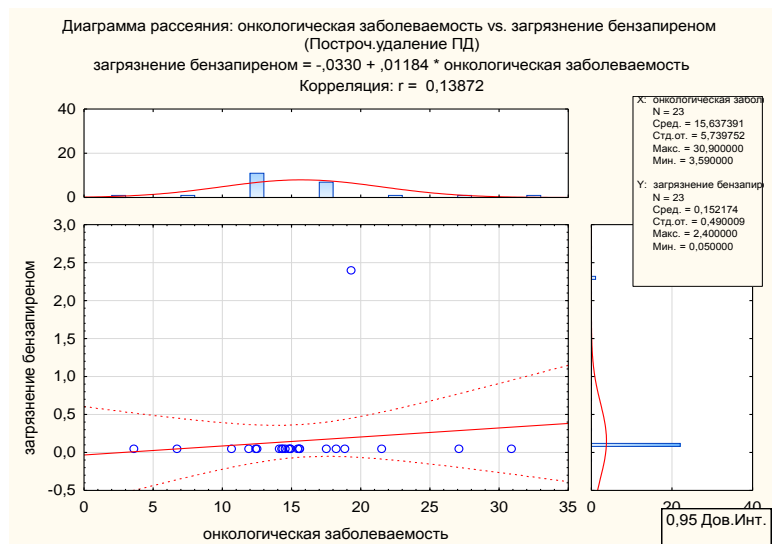 Диаграмма рассеяния: онкологическая заболеваемость vs. загрязнение бензапиреном
(Построч.удаление ПД)
загрязнение бензапиреном = -,0330 + ,01184 * онкологическая заболеваемость
Корреляция: r = 0,13872
X: онкологическая забол
N = 23
Сред. = 15,637391
Стд.от. = 5,739752
Макс. = 30,900000
Мин. = 3,590000
Y: загрязнение бензапир
N = 23
Сред. = 0,152174
Стд.от. = 0,490009
Макс. = 2,400000
Мин. = 0,050000
40
20
0
3,0
2,5
2,0
1,5
1,0
0,5
0,0
-0,5
загрязнение бензапиреном
0 5 10 15 20 25 30 35
онкологическая заболеваемость
0 20 40
0,95 Дов.Инт.